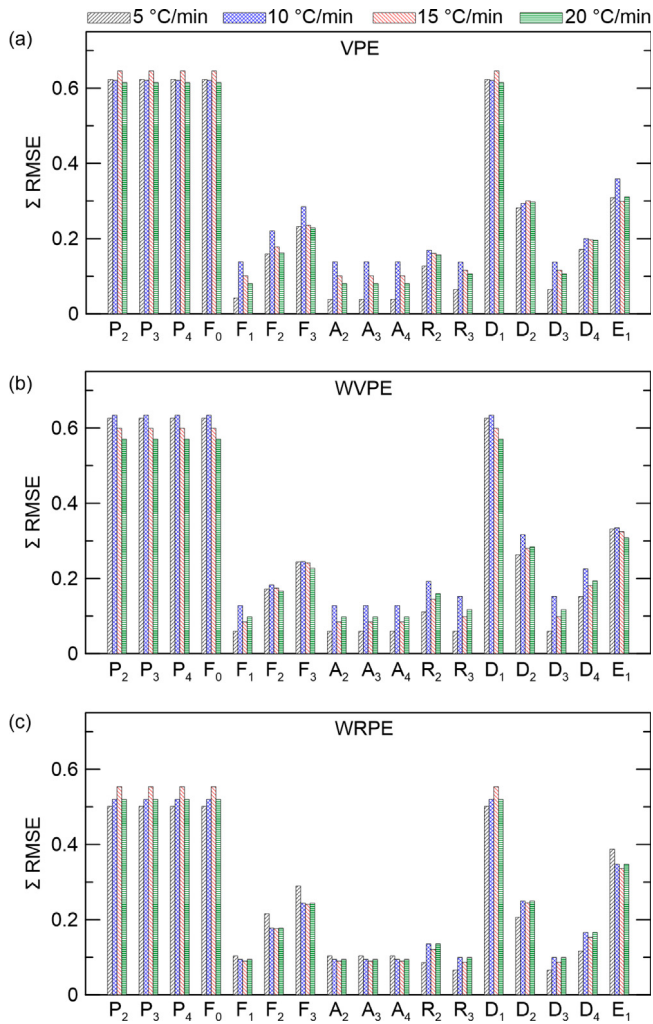 5 °C/min 10 °C/min 15 °C/min 20 °C/min
(a)
VPE
Σ RMSE
0.6
0.4
0.2
0
P₂ P₃ P₄ F₀ F₁ F₂ F₃ A₂ A₃ A₄ R₂ R₃ D₁ D₂ D₃ D₄ E₁
(b)
WVPE
Σ RMSE
0.6
0.4
0.2
0
P₂ P₃ P₄ F₀ F₁ F₂ F₃ A₂ A₃ A₄ R₂ R₃ D₁ D₂ D₃ D₄ E₁
(c)
WRPE
Σ RMSE
0.6
0.4
0.2
0
P₂ P₃ P₄ F₀ F₁ F₂ F₃ A₂ A₃ A₄ R₂ R₃ D₁ D₂ D₃ D₄ E₁